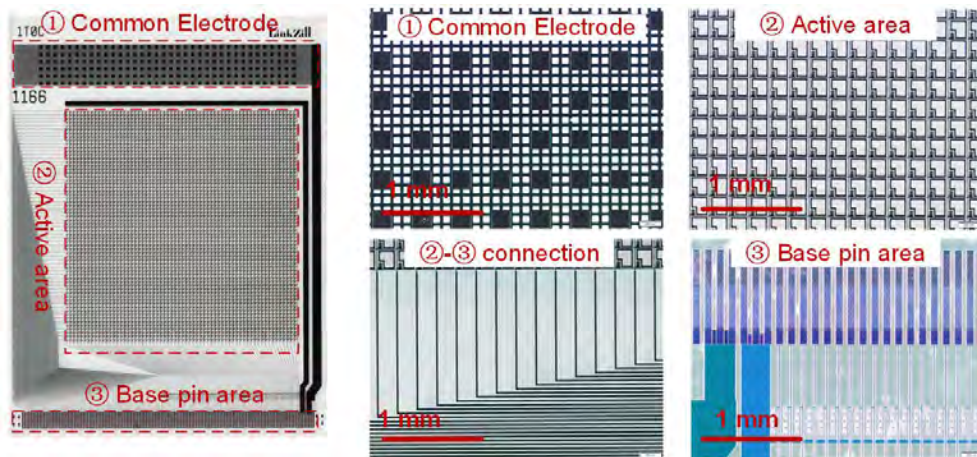 ① Common Electrode
1166
② Active area
③ Base pin area
① Common Electrode
1 mm
② Active area
1 mm
②-③ connection
1 mm
③ Base pin area
1 mm